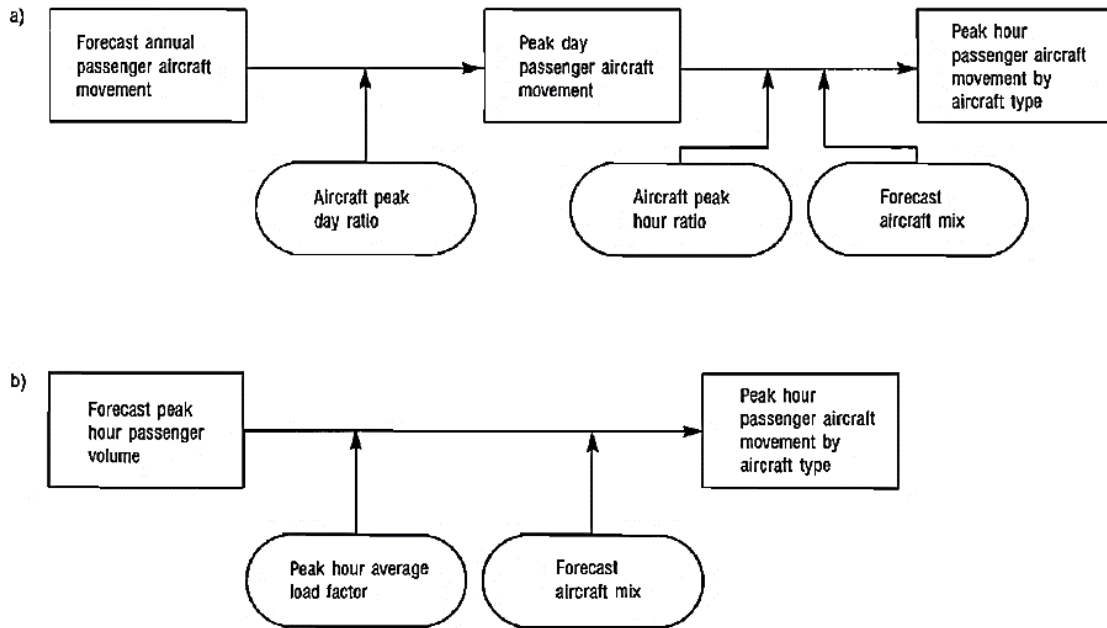 a)
Forecast annual
passenger aircraft
movement
Peak day
passenger aircraft
movement
Peak hour
passenger aircraft
movement by
aircraft type
Aircraft peak
day ratio
Aircraft peak
hour ratio
Forecast
aircraft mix
b)
Forecast peak
hour passenger
volume
Peak hour
passenger aircraft
movement by
aircraft type
Peak hour average
load factor
Forecast
aircraft mix